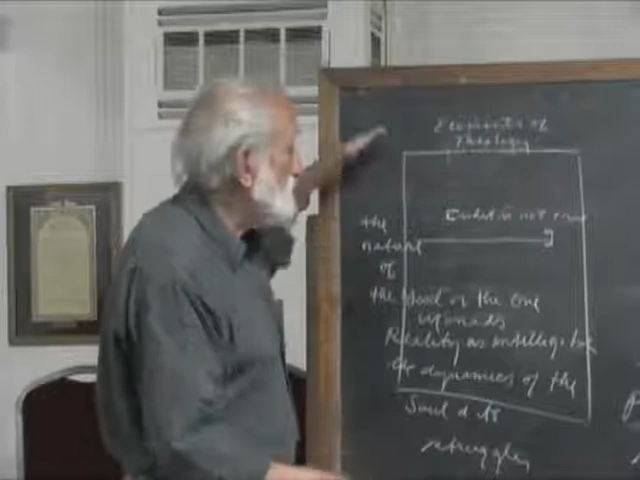 Elements of
Theology
the
nature
of
the Good or the One
Monads
Reality as intelligible
the dynamics of the
Soul & its
struggles